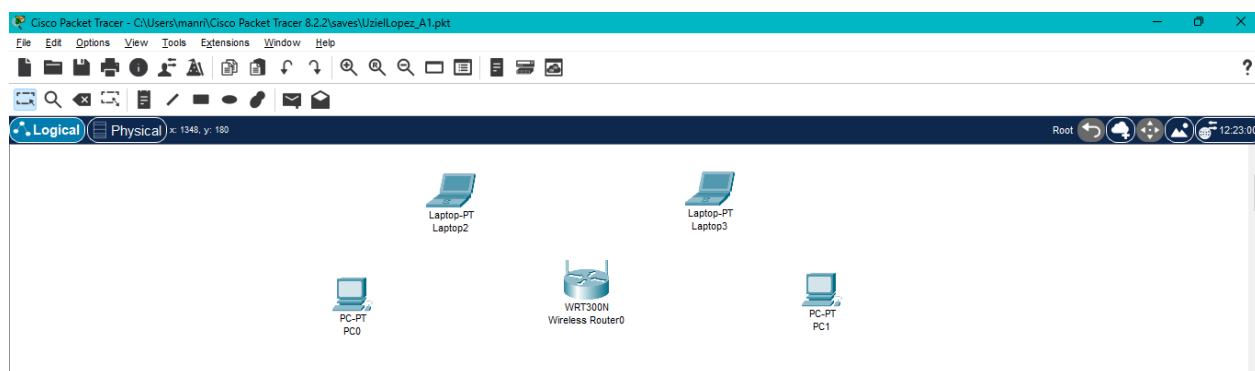 Cisco Packet Tracer - C:\Users\manri\Cisco Packet Tracer 8.2.2\saves\UzielLopez_A1.pkt
File Edit Options View Tools Extensions Window Help
?
Logical Physical x: 1348, y: 180 Root 12:23:00
Laptop-PT
Laptop2
Laptop-PT
Laptop3
PC-PT
PC0
WRT300N
Wireless Router0
PC-PT
PC1